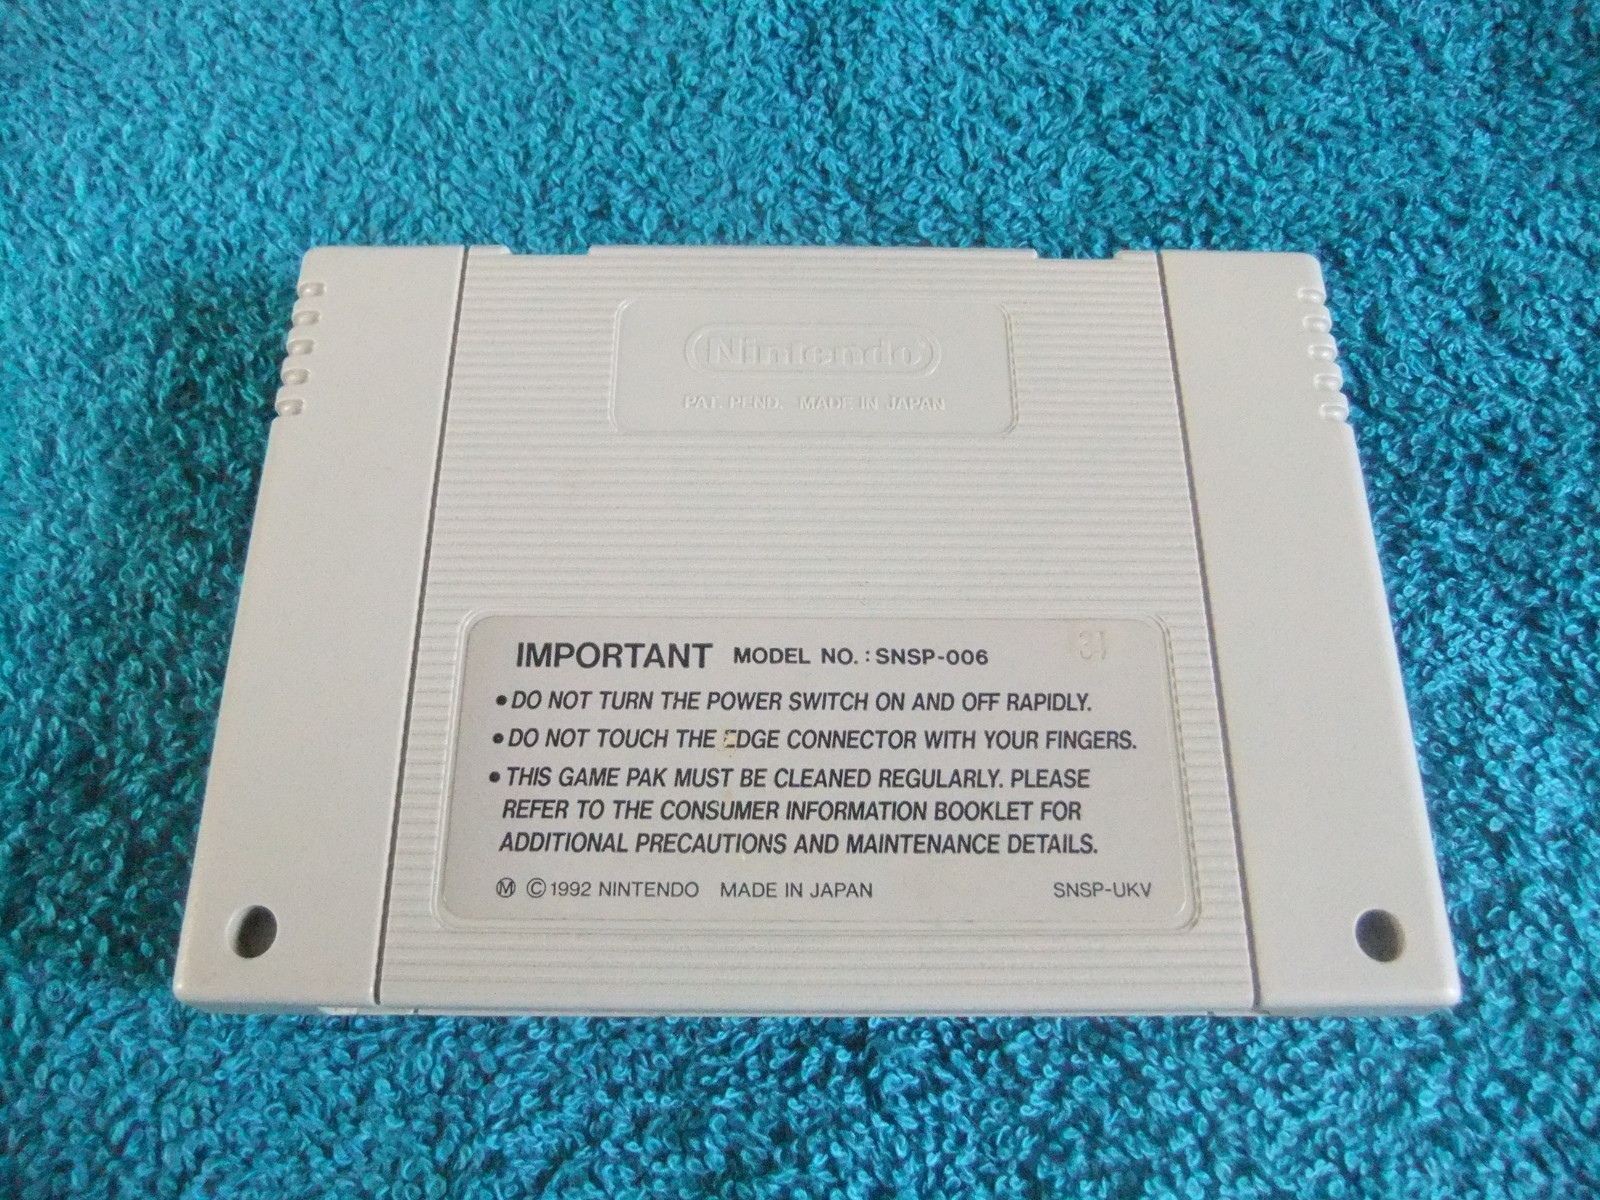 Nintendo
PAT. PEND. MADE IN JAPAN
IMPORTANT MODEL NO. : SNSP-006
31
• DO NOT TURN THE POWER SWITCH ON AND OFF RAPIDLY.
• DO NOT TOUCH THE EDGE CONNECTOR WITH YOUR FINGERS.
• THIS GAME PAK MUST BE CLEANED REGULARLY. PLEASE
REFER TO THE CONSUMER INFORMATION BOOKLET FOR
ADDITIONAL PRECAUTIONS AND MAINTENANCE DETAILS.
Ⓜ ©1992 NINTENDO MADE IN JAPAN SNSP-UKV